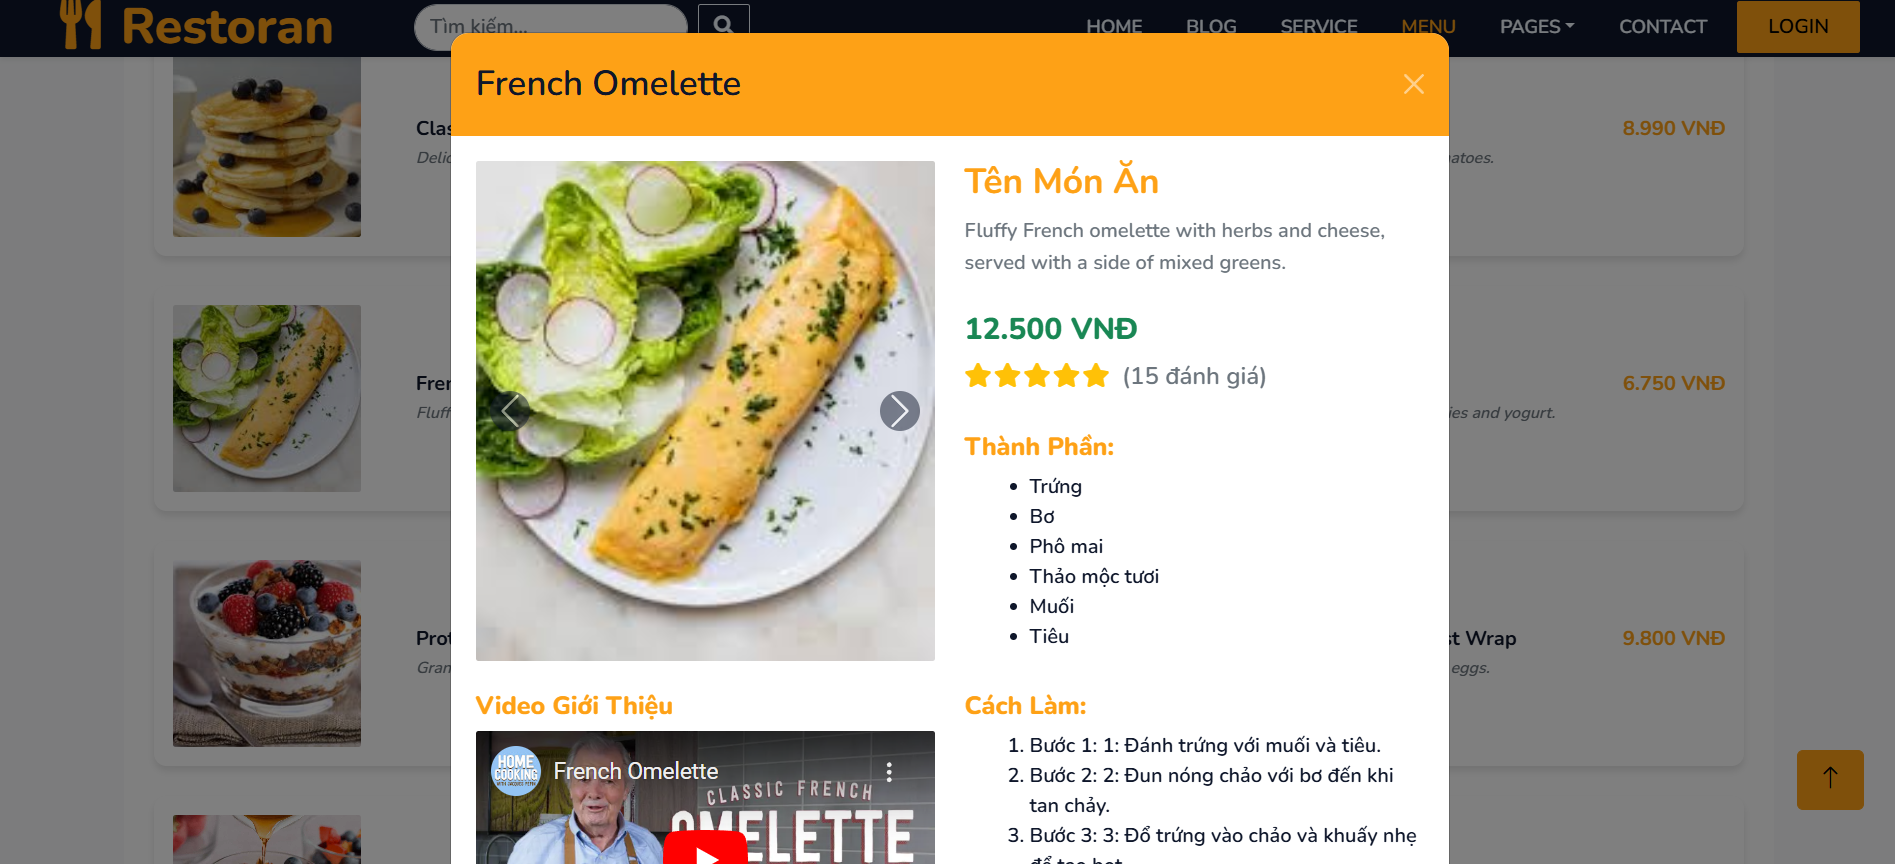 Restoran
Tìm kiếm...
HOME BLOG SERVICE MENU PAGES CONTACT LOGIN
French Omelette
Clas
Delic
8.990 VNĐ
atoes.
Tên Món Ăn
Fluffy French omelette with herbs and cheese,
served with a side of mixed greens.
12.500 VNĐ
(15 đánh giá)
Fren
Fluff
6.750 VNĐ
ies and yogurt.
Thành Phần:
Trứng
Bơ
Phô mai
Thảo mộc tươi
Muối
Tiêu
Prot
Gran
st Wrap
9.800 VNĐ
eggs.
Video Giới Thiệu
HOME
COOKING
French Omelette
CLASSIC FRENCH
OMELETTE
Cách Làm:
1. Bước 1: 1: Đánh trứng với muối và tiêu.
2. Bước 2: 2: Đun nóng chảo với bơ đến khi
tan chảy.
3. Bước 3: 3: Đổ trứng vào chảo và khuấy nhẹ